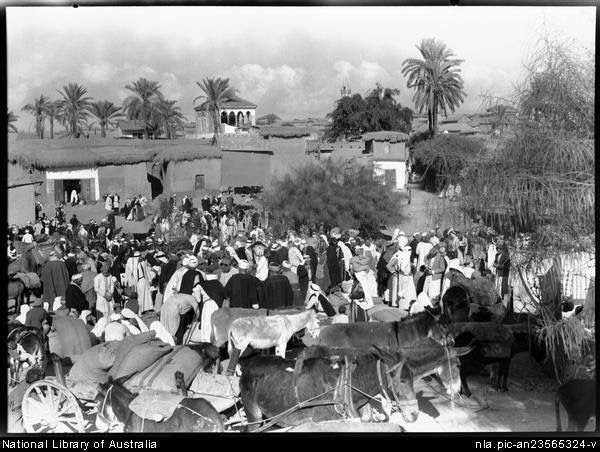 National Library of Australia
nla.pic-an23565324-v